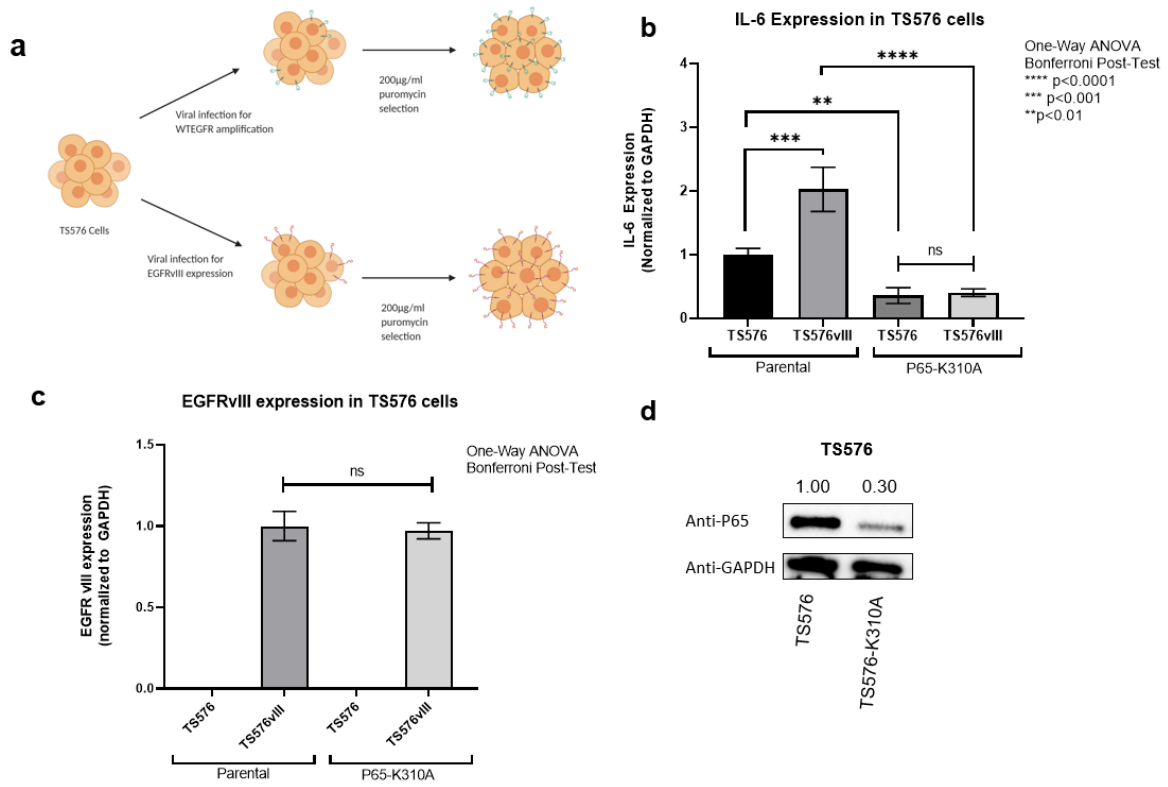 a
TS576 Cells
Viral infection for
WTEGFR amplification
200µg/ml
puromycin
selection
Viral infection for
EGFRvIII expression
200µg/ml
puromycin
selection
b
IL-6 Expression in TS576 cells
One-Way ANOVA
Bonferroni Post-Test
**** p<0.0001
*** p<0.001
**p<0.01
IL-6 Expression
(Normalized to GAPDH)
4
3
2
1
0
****
**
***
ns
TS576
TS576vIII
TS576
TS576vIII
Parental
P65-K310A
c
EGFRvIII expression in TS576 cells
One-Way ANOVA
Bonferroni Post-Test
EGFR vIII expression
(normalized to GAPDH)
1.5
1.0
0.5
0.0
ns
TS576
TS576vIII
TS576
TS576vIII
Parental
P65-K310A
d
TS576
1.00 0.30
Anti-P65
Anti-GAPDH
TS576
TS576-K310A